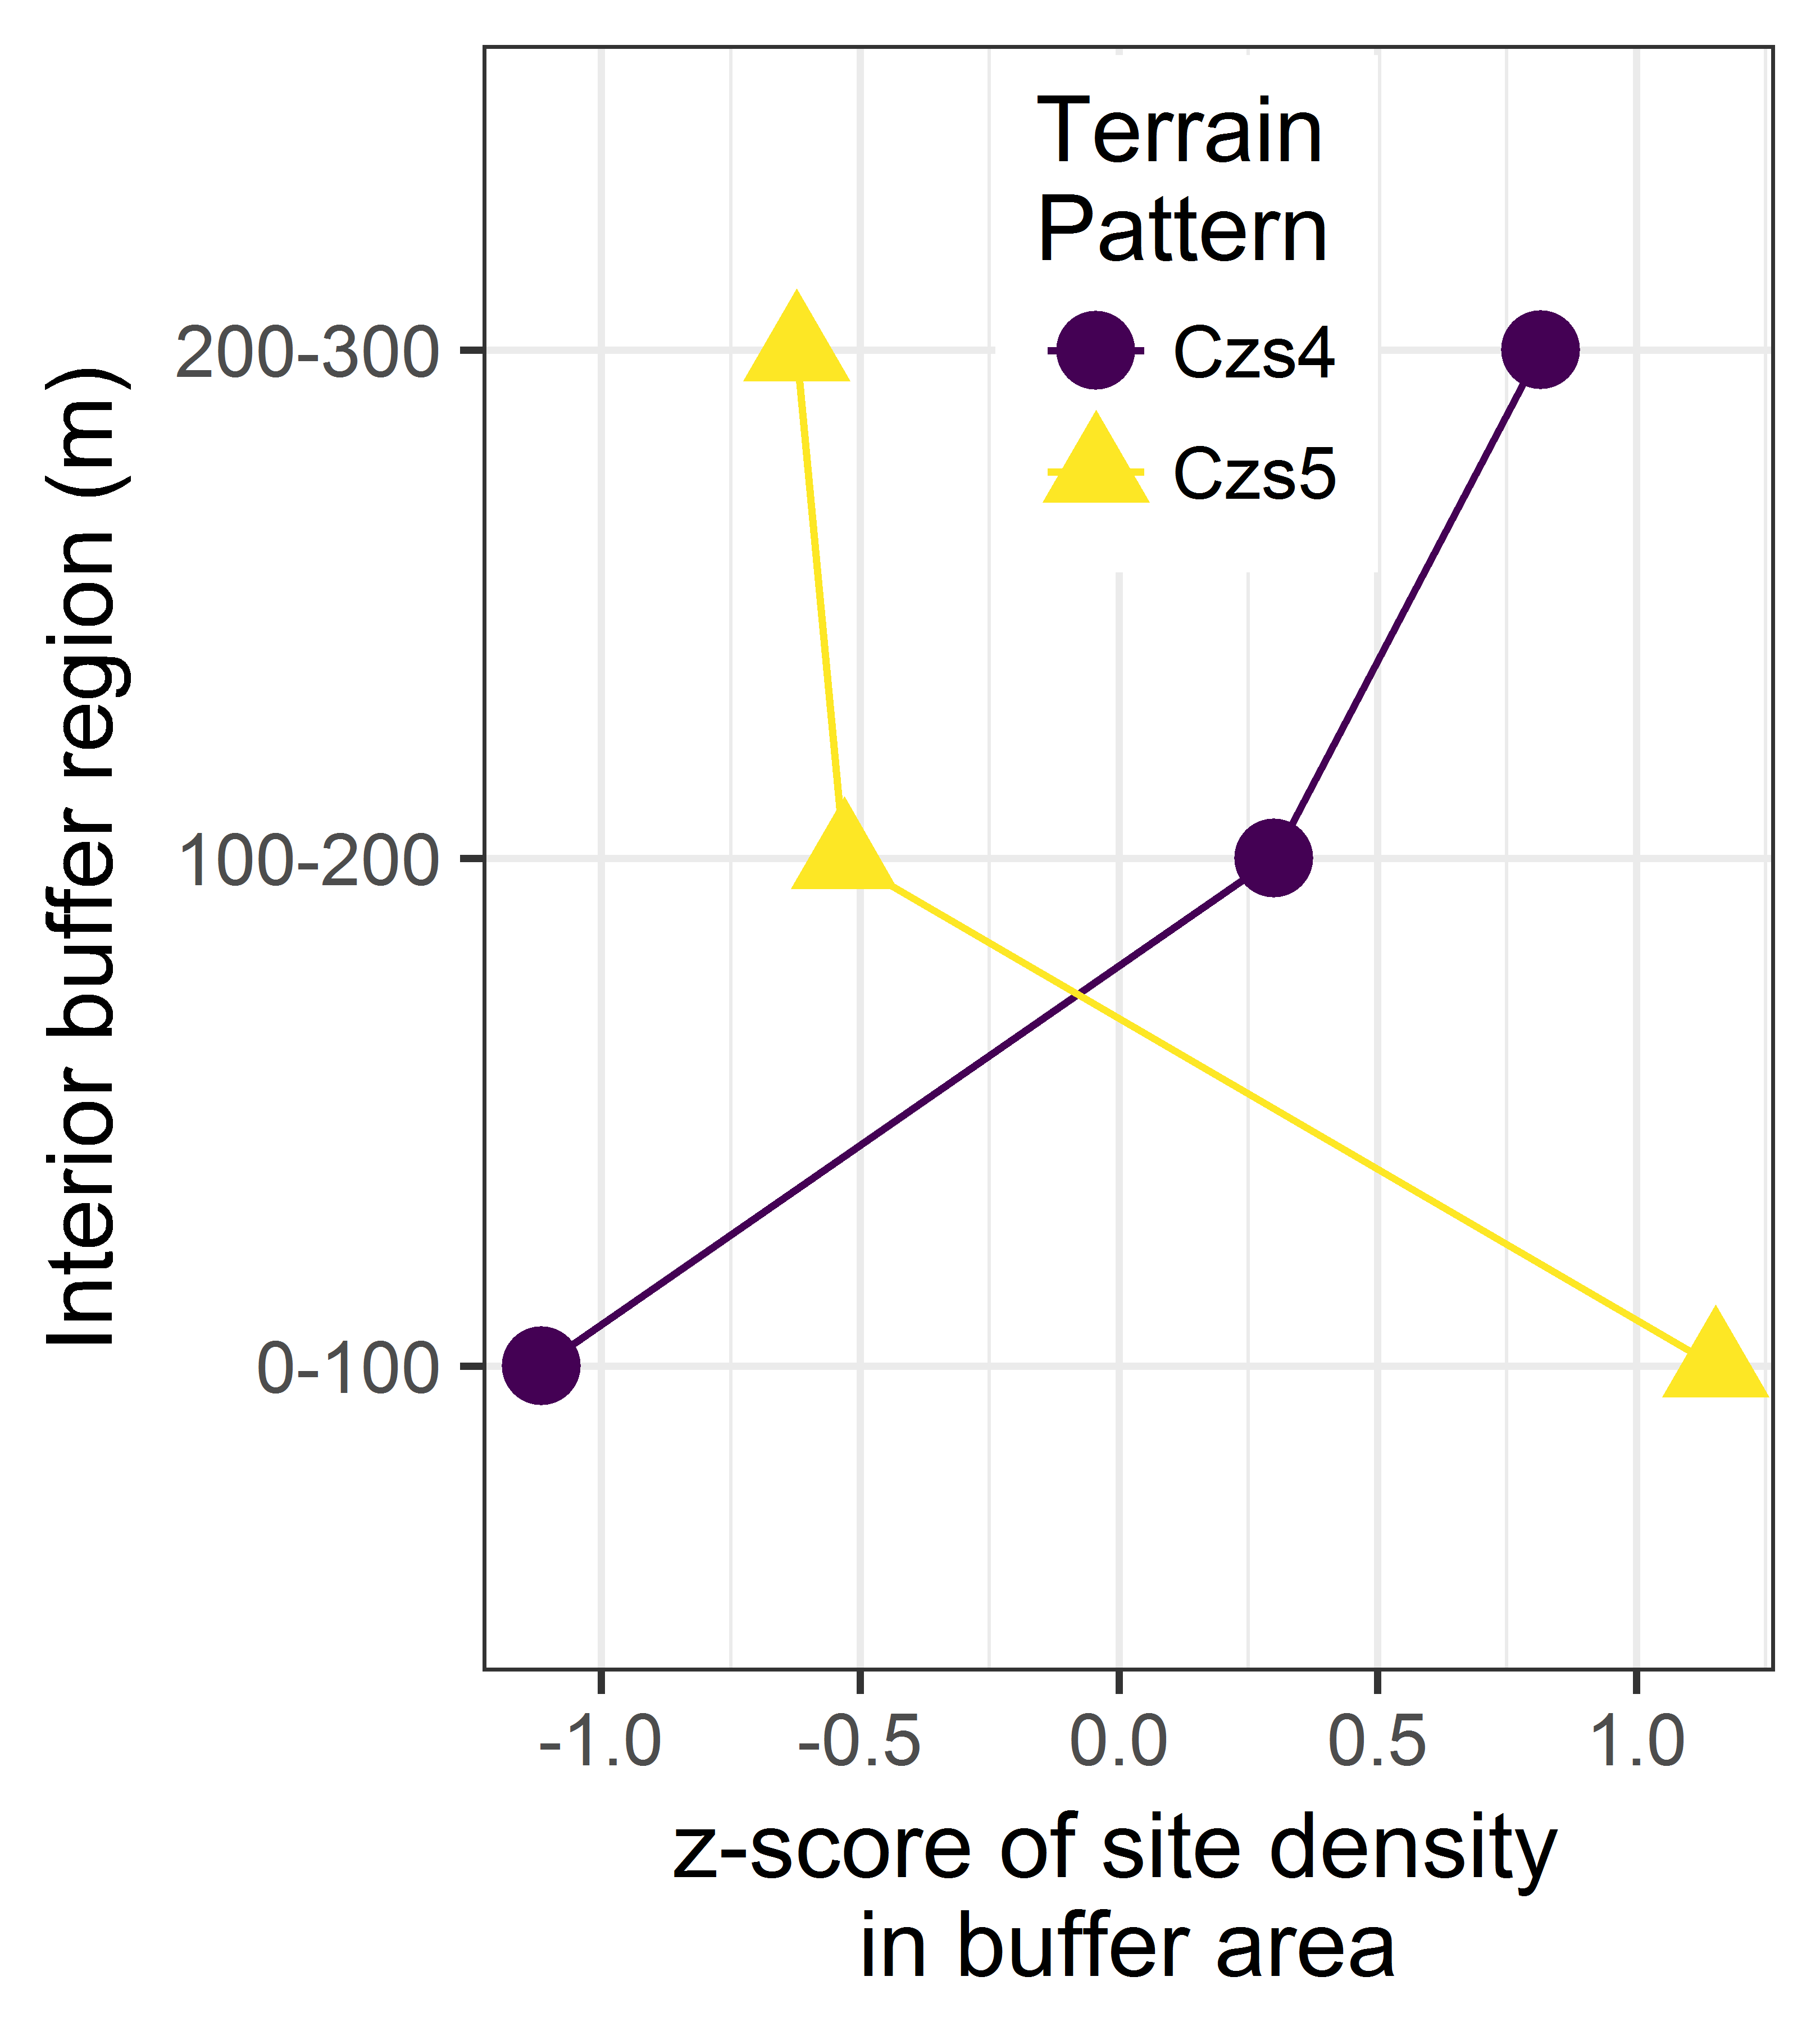 Terrain
Pattern
Czs4
Czs5
Interior buffer region (m)
200-300
100-200
0-100
-1.0 -0.5 0.0 0.5 1.0
z-score of site density
in buffer area